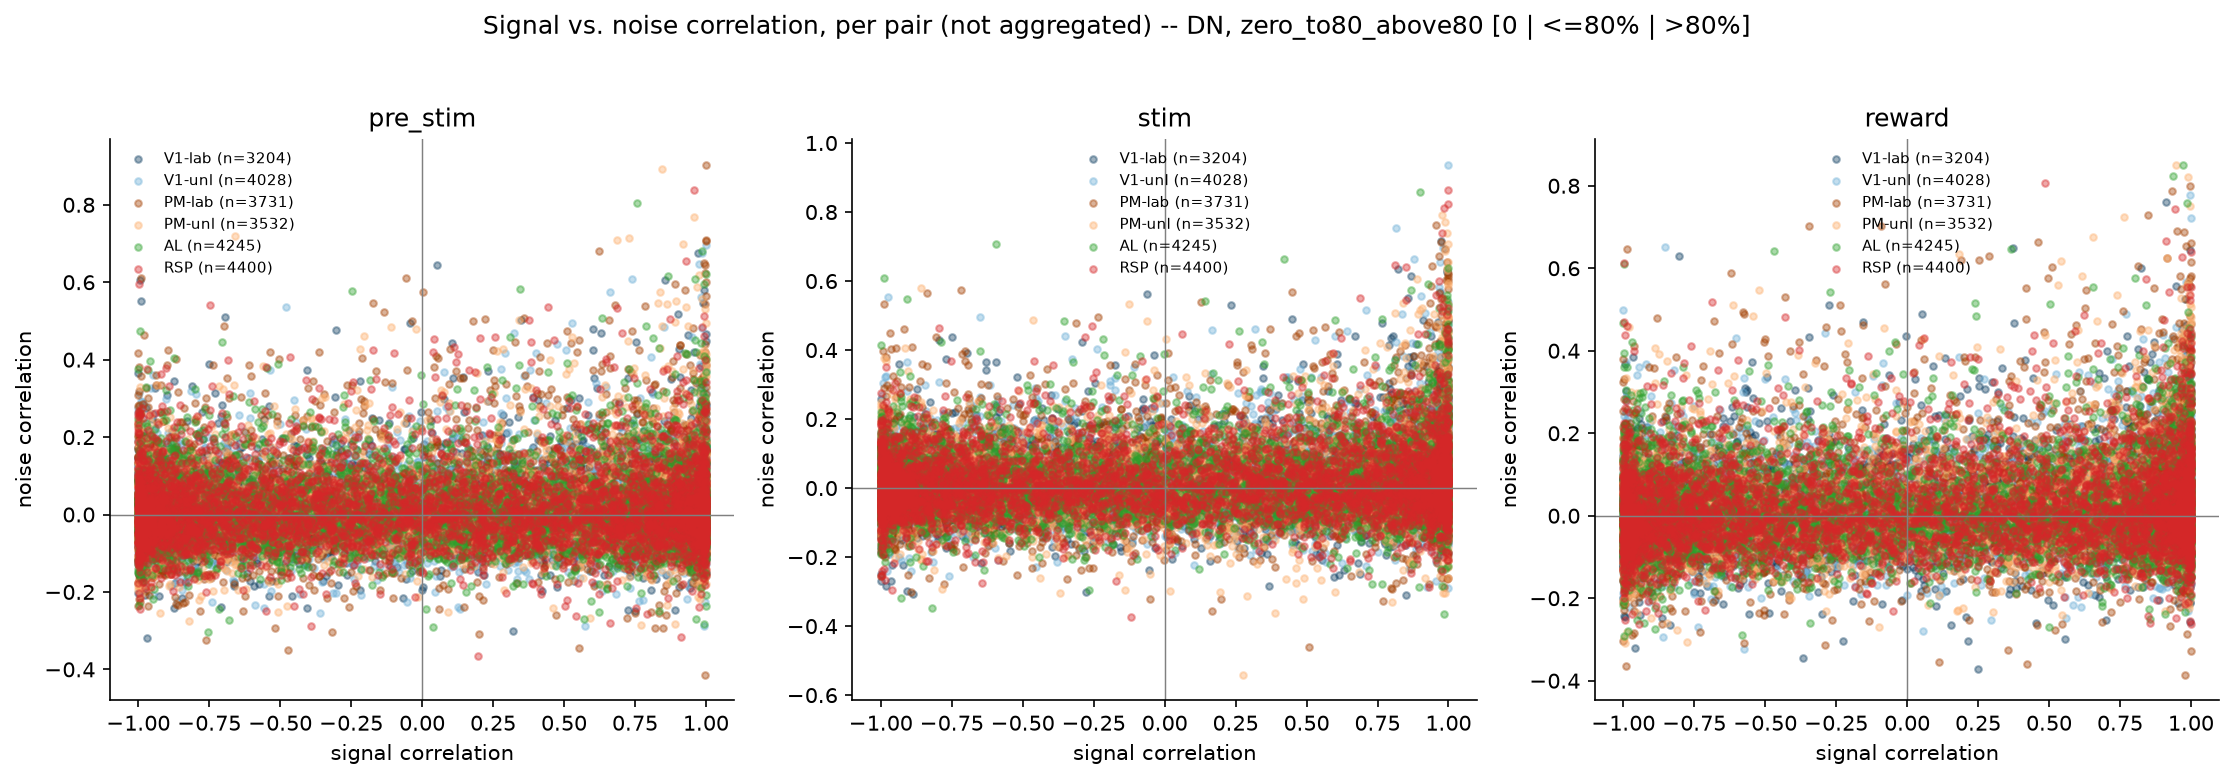 Signal vs. noise correlation, per pair (not aggregated) -- DN, zero_to80_above80 [0 | <=80% | >80%]
pre_stim
V1-lab (n=3204)
V1-unl (n=4028)
PM-lab (n=3731)
PM-unl (n=3532)
AL (n=4245)
RSP (n=4400)
noise correlation
0.8
0.6
0.4
0.2
0.0
−0.2
−0.4
−1.00 −0.75 −0.50 −0.25 0.00 0.25 0.50 0.75 1.00
signal correlation
stim
V1-lab (n=3204)
V1-unl (n=4028)
PM-lab (n=3731)
PM-unl (n=3532)
AL (n=4245)
RSP (n=4400)
noise correlation
1.0
0.8
0.6
0.4
0.2
0.0
−0.2
−0.4
−0.6
−1.00 −0.75 −0.50 −0.25 0.00 0.25 0.50 0.75 1.00
signal correlation
reward
V1-lab (n=3204)
V1-unl (n=4028)
PM-lab (n=3731)
PM-unl (n=3532)
AL (n=4245)
RSP (n=4400)
noise correlation
0.8
0.6
0.4
0.2
0.0
−0.2
−0.4
−1.00 −0.75 −0.50 −0.25 0.00 0.25 0.50 0.75 1.00
signal correlation